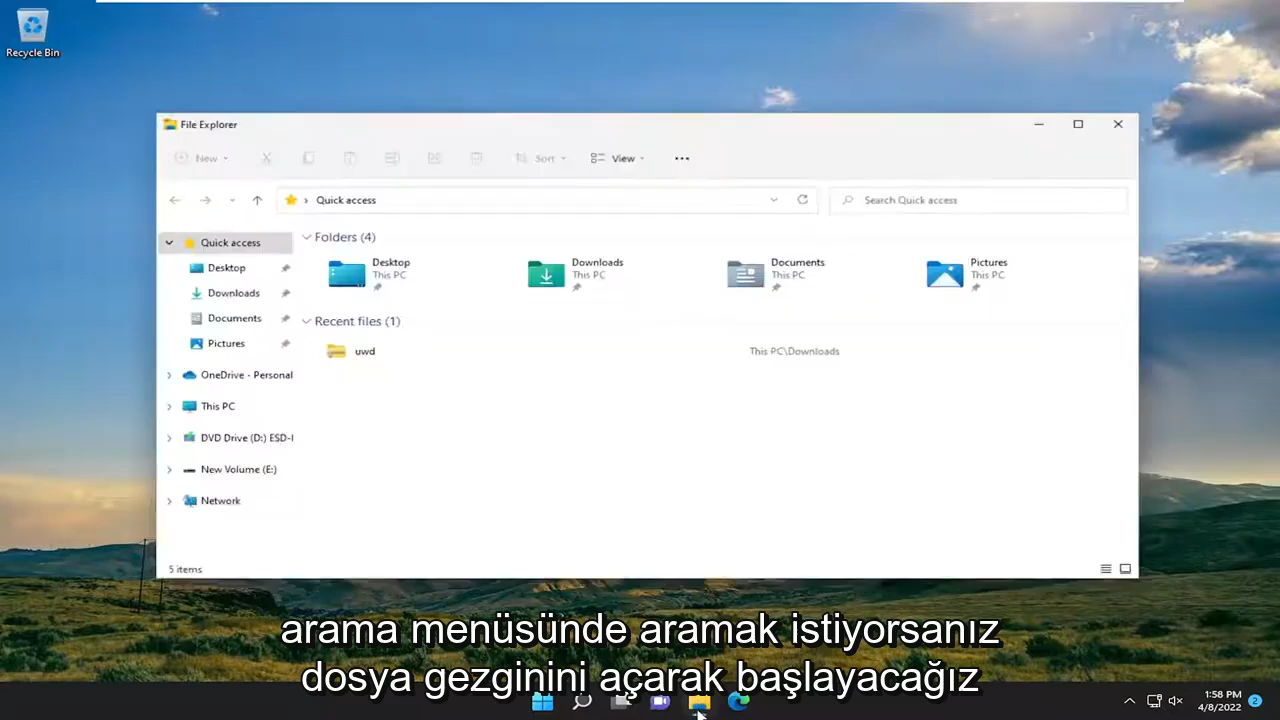 Recycle Bin
File Explorer
New
Sort
View
Quick access
Search Quick access
Quick access
Desktop
Downloads
Documents
Pictures
OneDrive - Personal
This PC
DVD Drive (D:) ESD-I
New Volume (E:)
Network
Folders (4)
Desktop
This PC
Downloads
This PC
Documents
This PC
Pictures
This PC
Recent files (1)
uwd
This PC\Downloads
5 items
arama menüsünde aramak istiyorsanız
dosya gezginini açarak başlayacağız
1:58 PM
4/8/2022
2